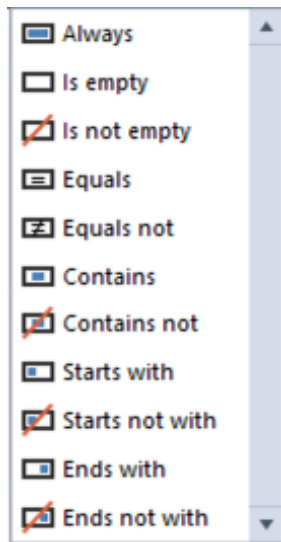 Always
Is empty
Is not empty
Equals
Equals not
Contains
Contains not
Starts with
Starts not with
Ends with
Ends not with